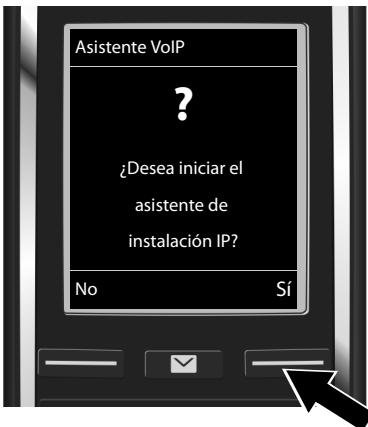 Asistente VoIP
?
¿Desea iniciar el
asistente de
instalación IP?
No Sí